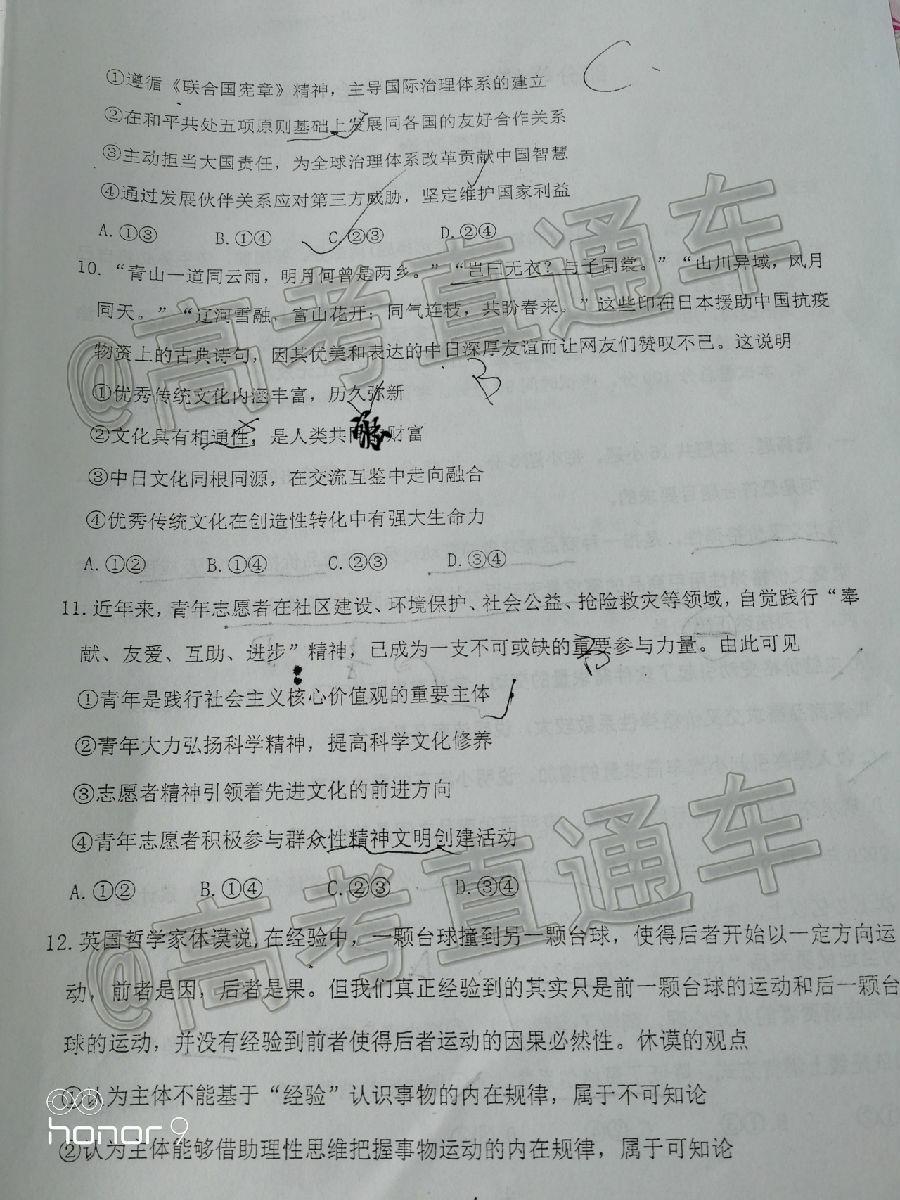 ①遵循《联合国宪章》精神，主导国际治理体系的建立
C.
②在和平共处五项原则基础上发展同各国的友好合作关系
③主动担当大国责任，为全球治理体系改革贡献中国智慧
④通过发展伙伴关系应对第三方威胁，坚定维护国家利益
A.①③ B.①④ C.②③ D.②④
10.“青山一道同云雨，明月何曾是两乡。”“岂曰无衣？与子同裳。”“山川异域，风月
同天。”“辽河雪融，富山花开；同气连枝，共盼春来。”这些印在日本援助中国抗疫
物资上的古典诗句，因其优美和表达的中日深厚友谊而让网友们赞叹不已。这说明
B
①优秀传统文化内涵丰富，历久弥新
②文化具有相通性，是人类共同财富
③中日文化同根同源，在交流互鉴中走向融合
④优秀传统文化在创造性转化中有强大生命力
A.①② B.①④ C.②③ D.③④
11.近年来，青年志愿者在社区建设、环境保护、社会公益、抢险救灾等领域，自觉践行“奉
献、友爱、互助、进步”精神，已成为一支不可或缺的重要参与力量。由此可见
B
①青年是践行社会主义核心价值观的重要主体
②青年大力弘扬科学精神，提高科学文化修养
③志愿者精神引领着先进文化的前进方向
④青年志愿者积极参与群众性精神文明创建活动
A.①② B.①④ C.②③ D.③④
12.英国哲学家休谟说,在经验中，一颗台球撞到另一颗台球，使得后者开始以一定方向运
动，前者是因，后者是果。但我们真正经验到的其实只是前一颗台球的运动和后一颗台
球的运动，并没有经验到前者使得后者运动的因果必然性。休谟的观点
①认为主体不能基于“经验”认识事物的内在规律，属于不可知论
②认为主体能够借助理性思维把握事物运动的内在规律，属于可知论
@高考直通车
@高考直通车
honor 9